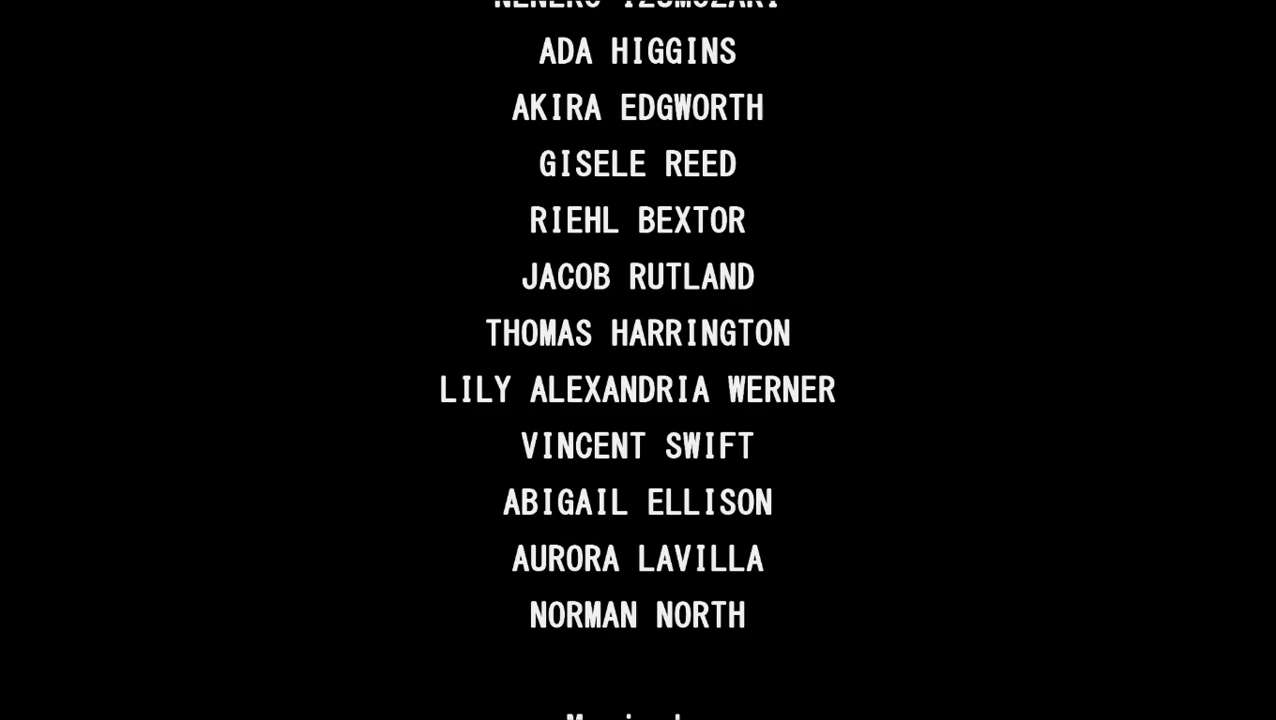 ADA HIGGINS
AKIRA EDGWORTH
GISELE REED
RIEHL BEXTOR
JACOB RUTLAND
THOMAS HARRINGTON
LILY ALEXANDRIA WERNER
VINCENT SWIFT
ABIGAIL ELLISON
AURORA LAVILLA
NORMAN NORTH